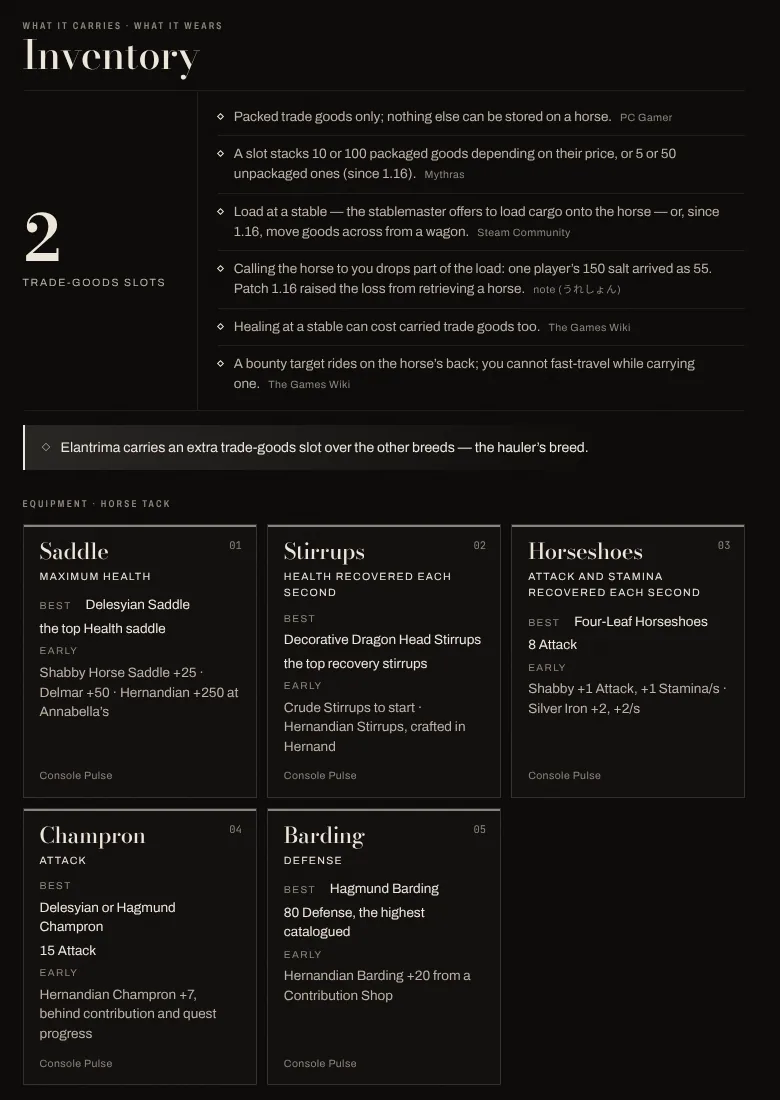 WHAT IT CARRIES · WHAT IT WEARS
Inventory
2
TRADE-GOODS SLOTS
Packed trade goods only; nothing else can be stored on a horse. PC Gamer
A slot stacks 10 or 100 packaged goods depending on their price, or 5 or 50
unpackaged ones (since 1.16). Mythras
Load at a stable — the stablemaster offers to load cargo onto the horse — or, since
1.16, move goods across from a wagon. Steam Community
Calling the horse to you drops part of the load: one player's 150 salt arrived as 55.
Patch 1.16 raised the loss from retrieving a horse. note (うれしょん)
Healing at a stable can cost carried trade goods too. The Games Wiki
A bounty target rides on the horse's back; you cannot fast-travel while carrying
one. The Games Wiki
Elantrima carries an extra trade-goods slot over the other breeds — the hauler's breed.
EQUIPMENT · HORSE TACK
Saddle 01
MAXIMUM HEALTH
BEST Delesyian Saddle
the top Health saddle
EARLY
Shabby Horse Saddle +25 ·
Delmar +50 · Hernandian +250 at
Annabella's
Console Pulse
Stirrups 02
HEALTH RECOVERED EACH
SECOND
BEST
Decorative Dragon Head Stirrups
the top recovery stirrups
EARLY
Crude Stirrups to start ·
Hernandian Stirrups, crafted in
Hernand
Console Pulse
Horseshoes 03
ATTACK AND STAMINA
RECOVERED EACH SECOND
BEST Four-Leaf Horseshoes
8 Attack
EARLY
Shabby +1 Attack, +1 Stamina/s ·
Silver Iron +2, +2/s
Console Pulse
Champron 04
ATTACK
BEST
Delesyian or Hagmund
Champron
15 Attack
EARLY
Hernandian Champron +7,
behind contribution and quest
progress
Console Pulse
Barding 05
DEFENSE
BEST Hagmund Barding
80 Defense, the highest
catalogued
EARLY
Hernandian Barding +20 from a
Contribution Shop
Console Pulse